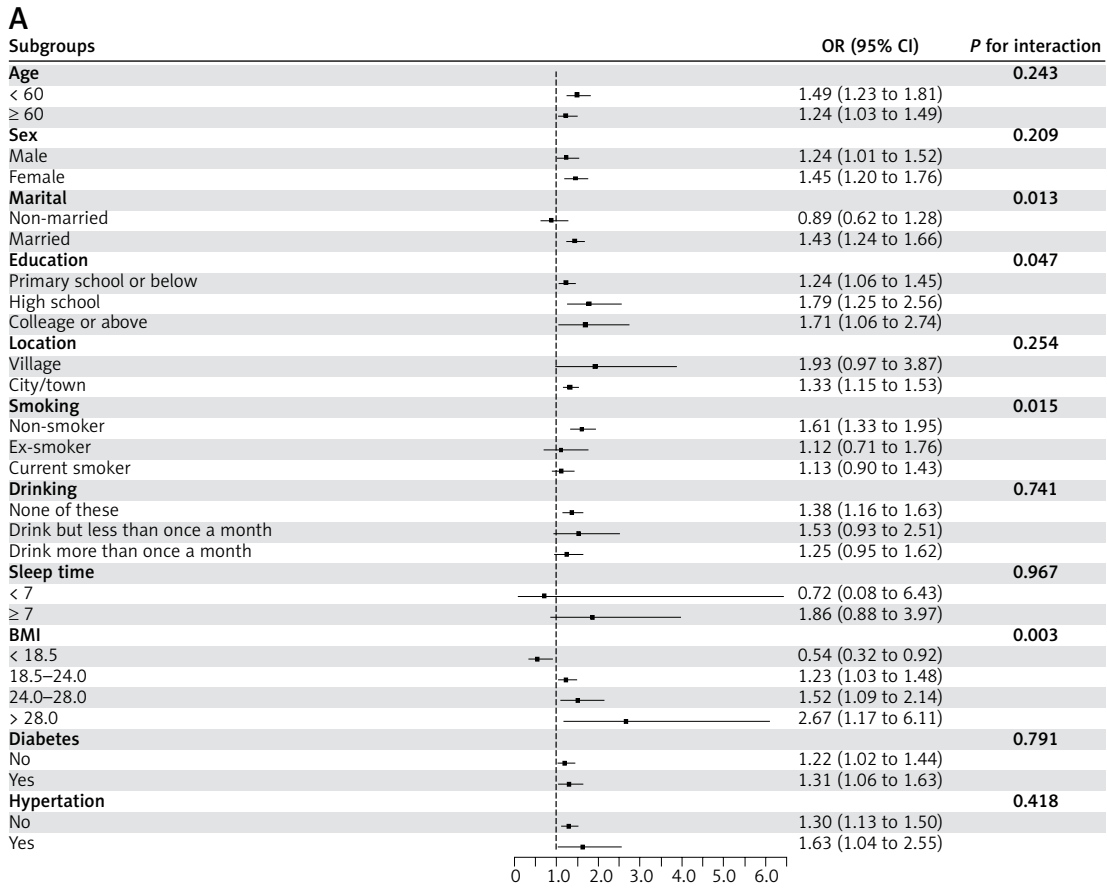 A
Subgroups OR (95% CI) P for interaction
Age 0.243
< 60 1.49 (1.23 to 1.81)
≥ 60 1.24 (1.03 to 1.49)
Sex 0.209
Male 1.24 (1.01 to 1.52)
Female 1.45 (1.20 to 1.76)
Marital 0.013
Non-married 0.89 (0.62 to 1.28)
Married 1.43 (1.24 to 1.66)
Education 0.047
Primary school or below 1.24 (1.06 to 1.45)
High school 1.79 (1.25 to 2.56)
Colleage or above 1.71 (1.06 to 2.74)
Location 0.254
Village 1.93 (0.97 to 3.87)
City/town 1.33 (1.15 to 1.53)
Smoking 0.015
Non-smoker 1.61 (1.33 to 1.95)
Ex-smoker 1.12 (0.71 to 1.76)
Current smoker 1.13 (0.90 to 1.43)
Drinking 0.741
None of these 1.38 (1.16 to 1.63)
Drink but less than once a month 1.53 (0.93 to 2.51)
Drink more than once a month 1.25 (0.95 to 1.62)
Sleep time 0.967
< 7 0.72 (0.08 to 6.43)
≥ 7 1.86 (0.88 to 3.97)
BMI 0.003
< 18.5 0.54 (0.32 to 0.92)
18.5–24.0 1.23 (1.03 to 1.48)
24.0–28.0 1.52 (1.09 to 2.14)
> 28.0 2.67 (1.17 to 6.11)
Diabetes 0.791
No 1.22 (1.02 to 1.44)
Yes 1.31 (1.06 to 1.63)
Hypertation 0.418
No 1.30 (1.13 to 1.50)
Yes 1.63 (1.04 to 2.55)
0 1.0 2.0 3.0 4.0 5.0 6.0